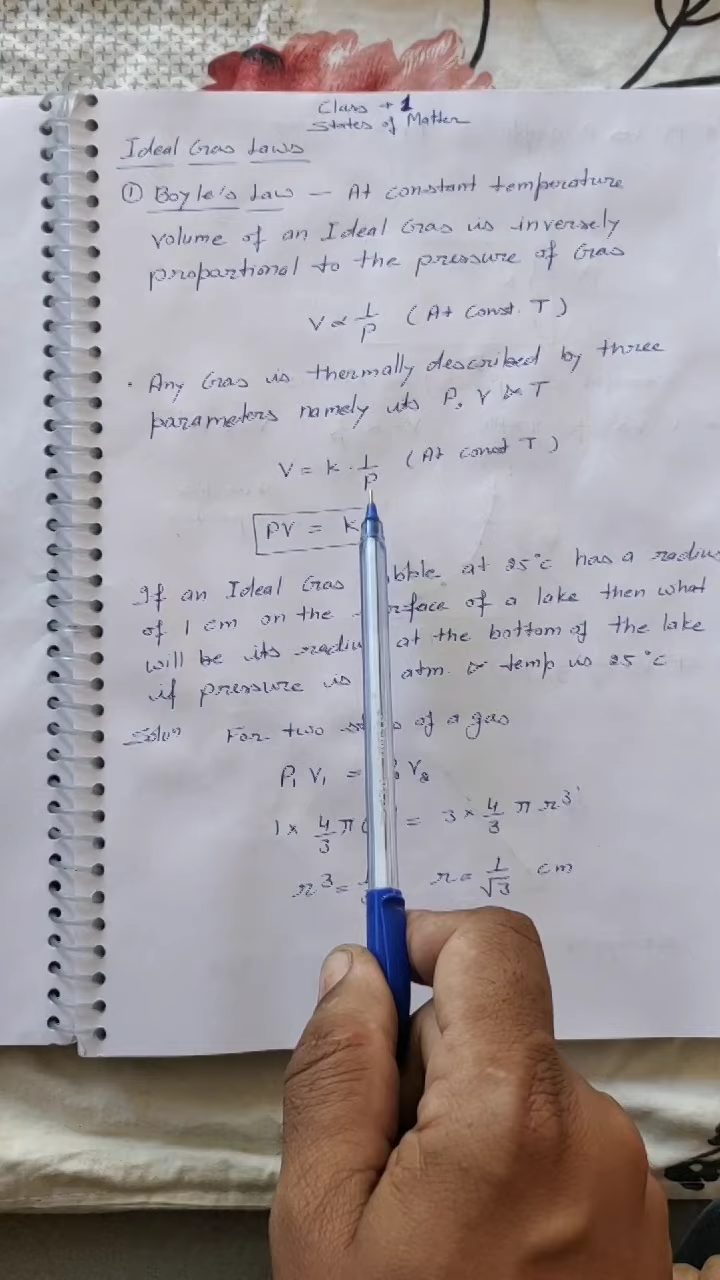 Class + 1
States of Matter
Ideal Gas Laws
① Boyle's Law — At constant temperature
volume of an Ideal Gas is inversely
propartional to the pressure of Gas
V ∝ 1/P (At Const. T)
• Any Gas is thermally described by three
parameters namely its P, V & T
V = k · 1/P (At const T)
PV = k
If an Ideal Gas bble at 25°c has a radius
of 1 cm on the rface of a lake then what
will be its radiu at the bottom of the lake
if pressure is atm. & temp is 25°c
Solun For two of a gas
P₁ V₁ = V₂
1 × 4/3 π = 3 × 4/3 π r³
r³ = r = 1/√3 cm